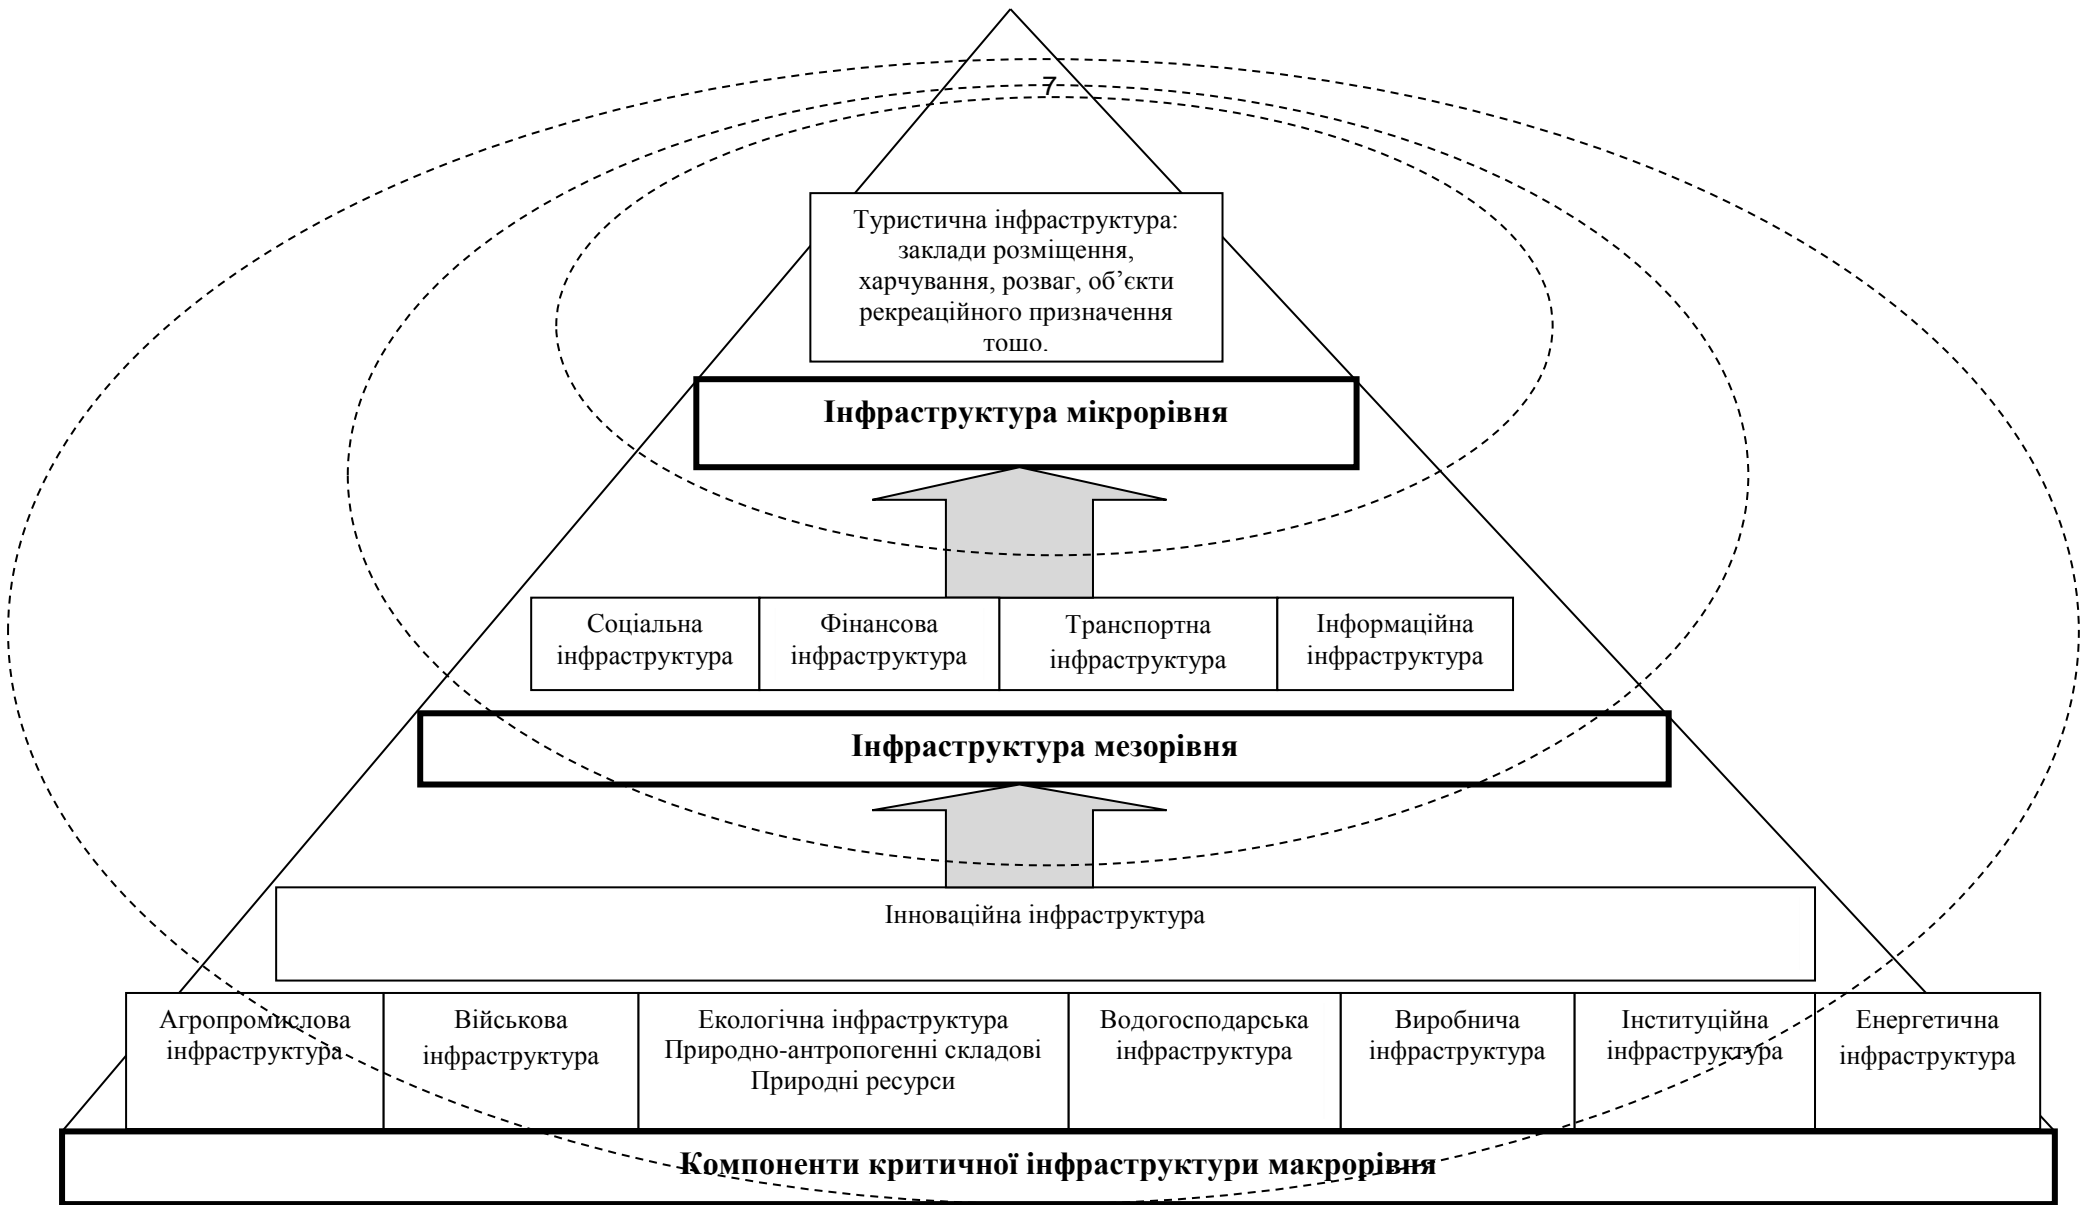 7
Туристична інфраструктура:
заклади розміщення,
харчування, розваг, об’єкти
рекреаційного призначення
тощо.
Інфраструктура мікрорівня
Соціальна
інфраструктура
Фінансова
інфраструктура
Транспортна
інфраструктура
Інформаційна
інфраструктура
Інфраструктура мезорівня
Інноваційна інфраструктура
Агропромислова
інфраструктура
Військова
інфраструктура
Екологічна інфраструктура
Природно-антропогенні складові
Природні ресурси
Водогосподарська
інфраструктура
Виробнича
інфраструктура
Інституційна
інфраструктура
Енергетична
інфраструктура
Компоненти критичної інфраструктури макрорівня